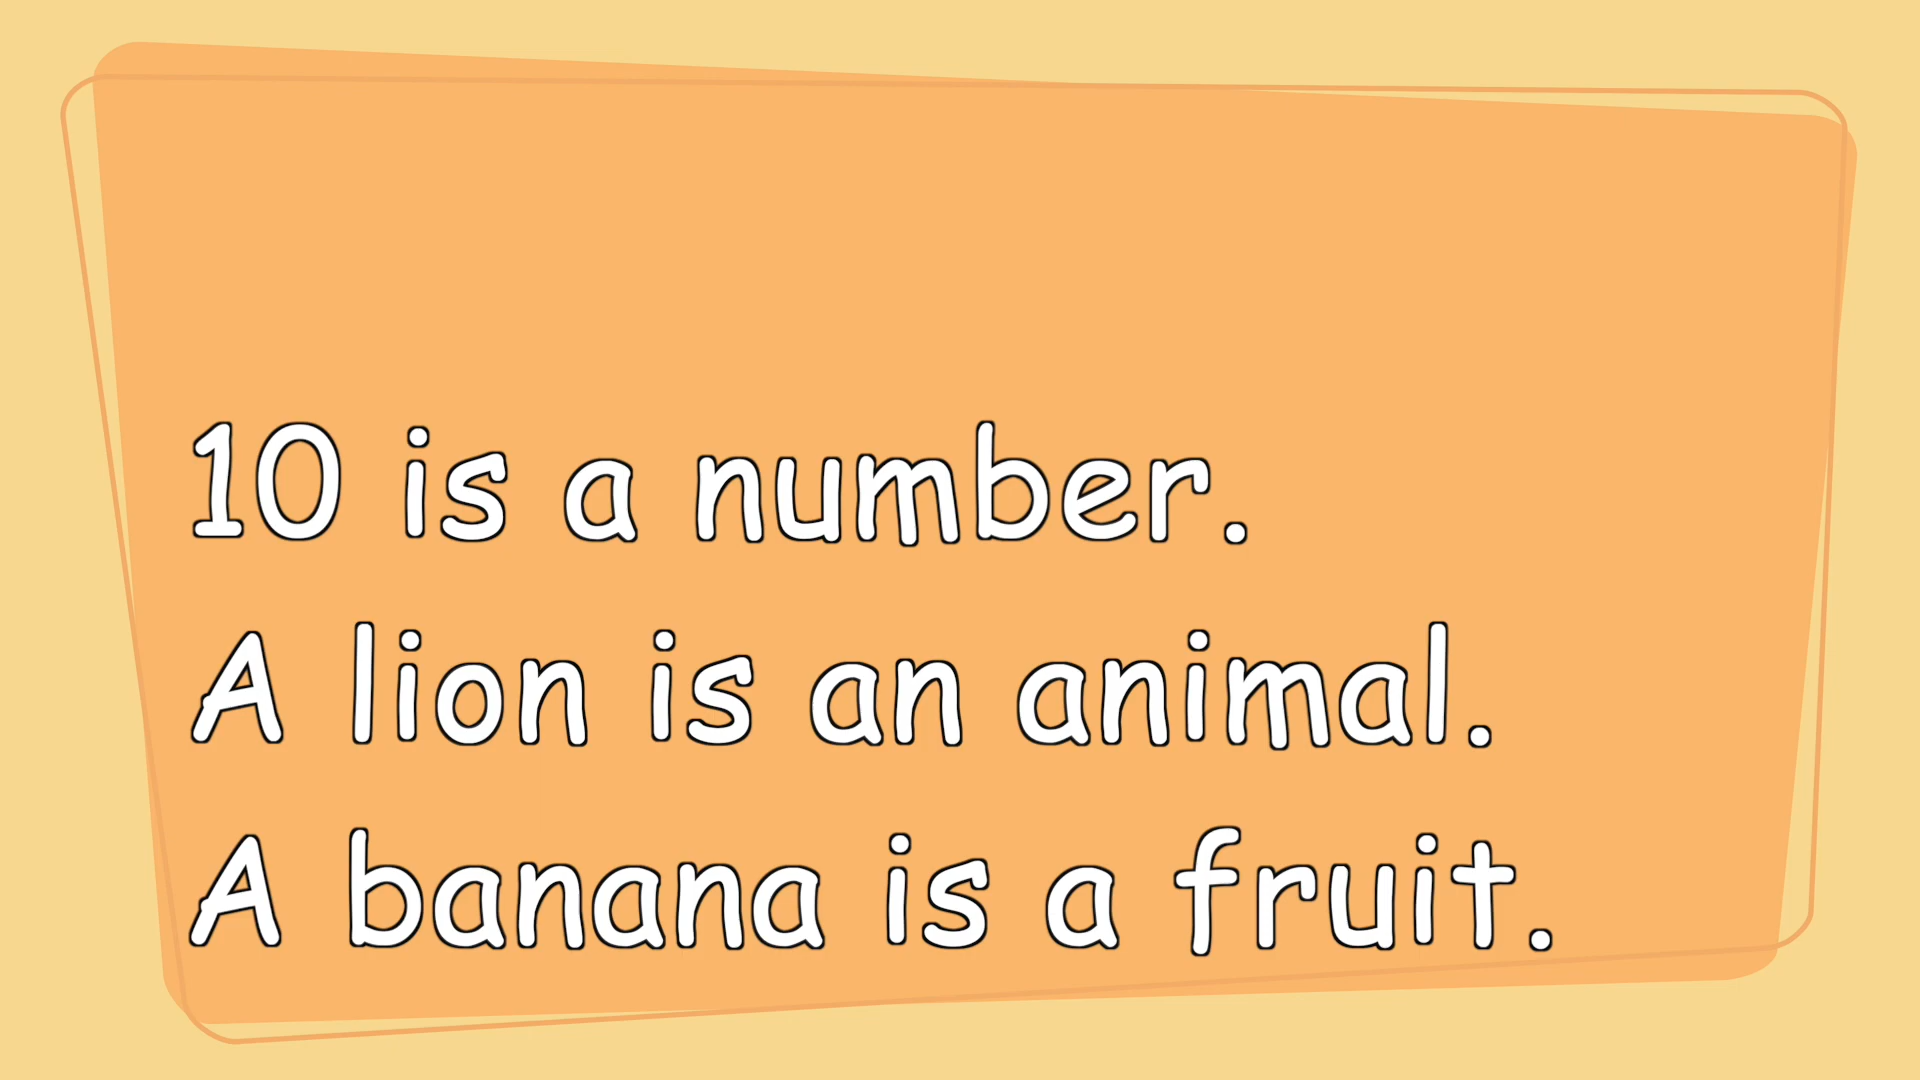 10 is a number.
A lion is an animal.
A banana is a fruit.